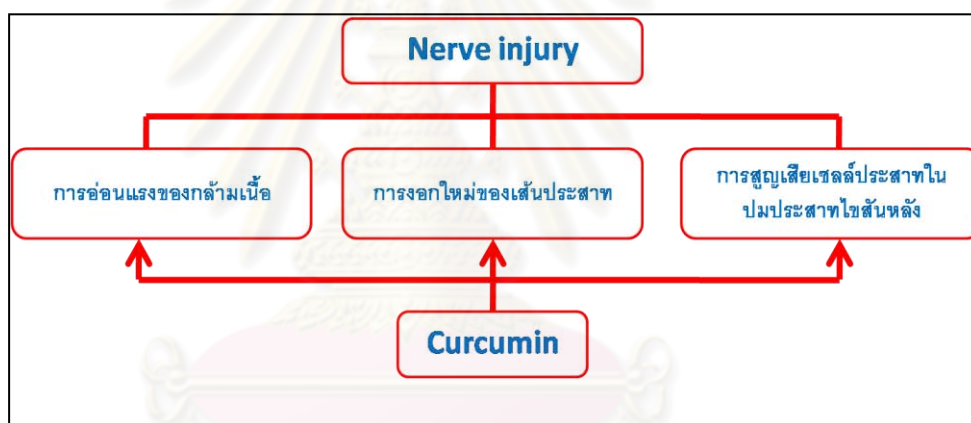 Nerve injury
การอ่อนแรงของกล้ามเนื้อ
การงอกใหม่ของเส้นประสาท
การสูญเสียเซลล์ประสาทใน
ปมประสาทไขสันหลัง
Curcumin